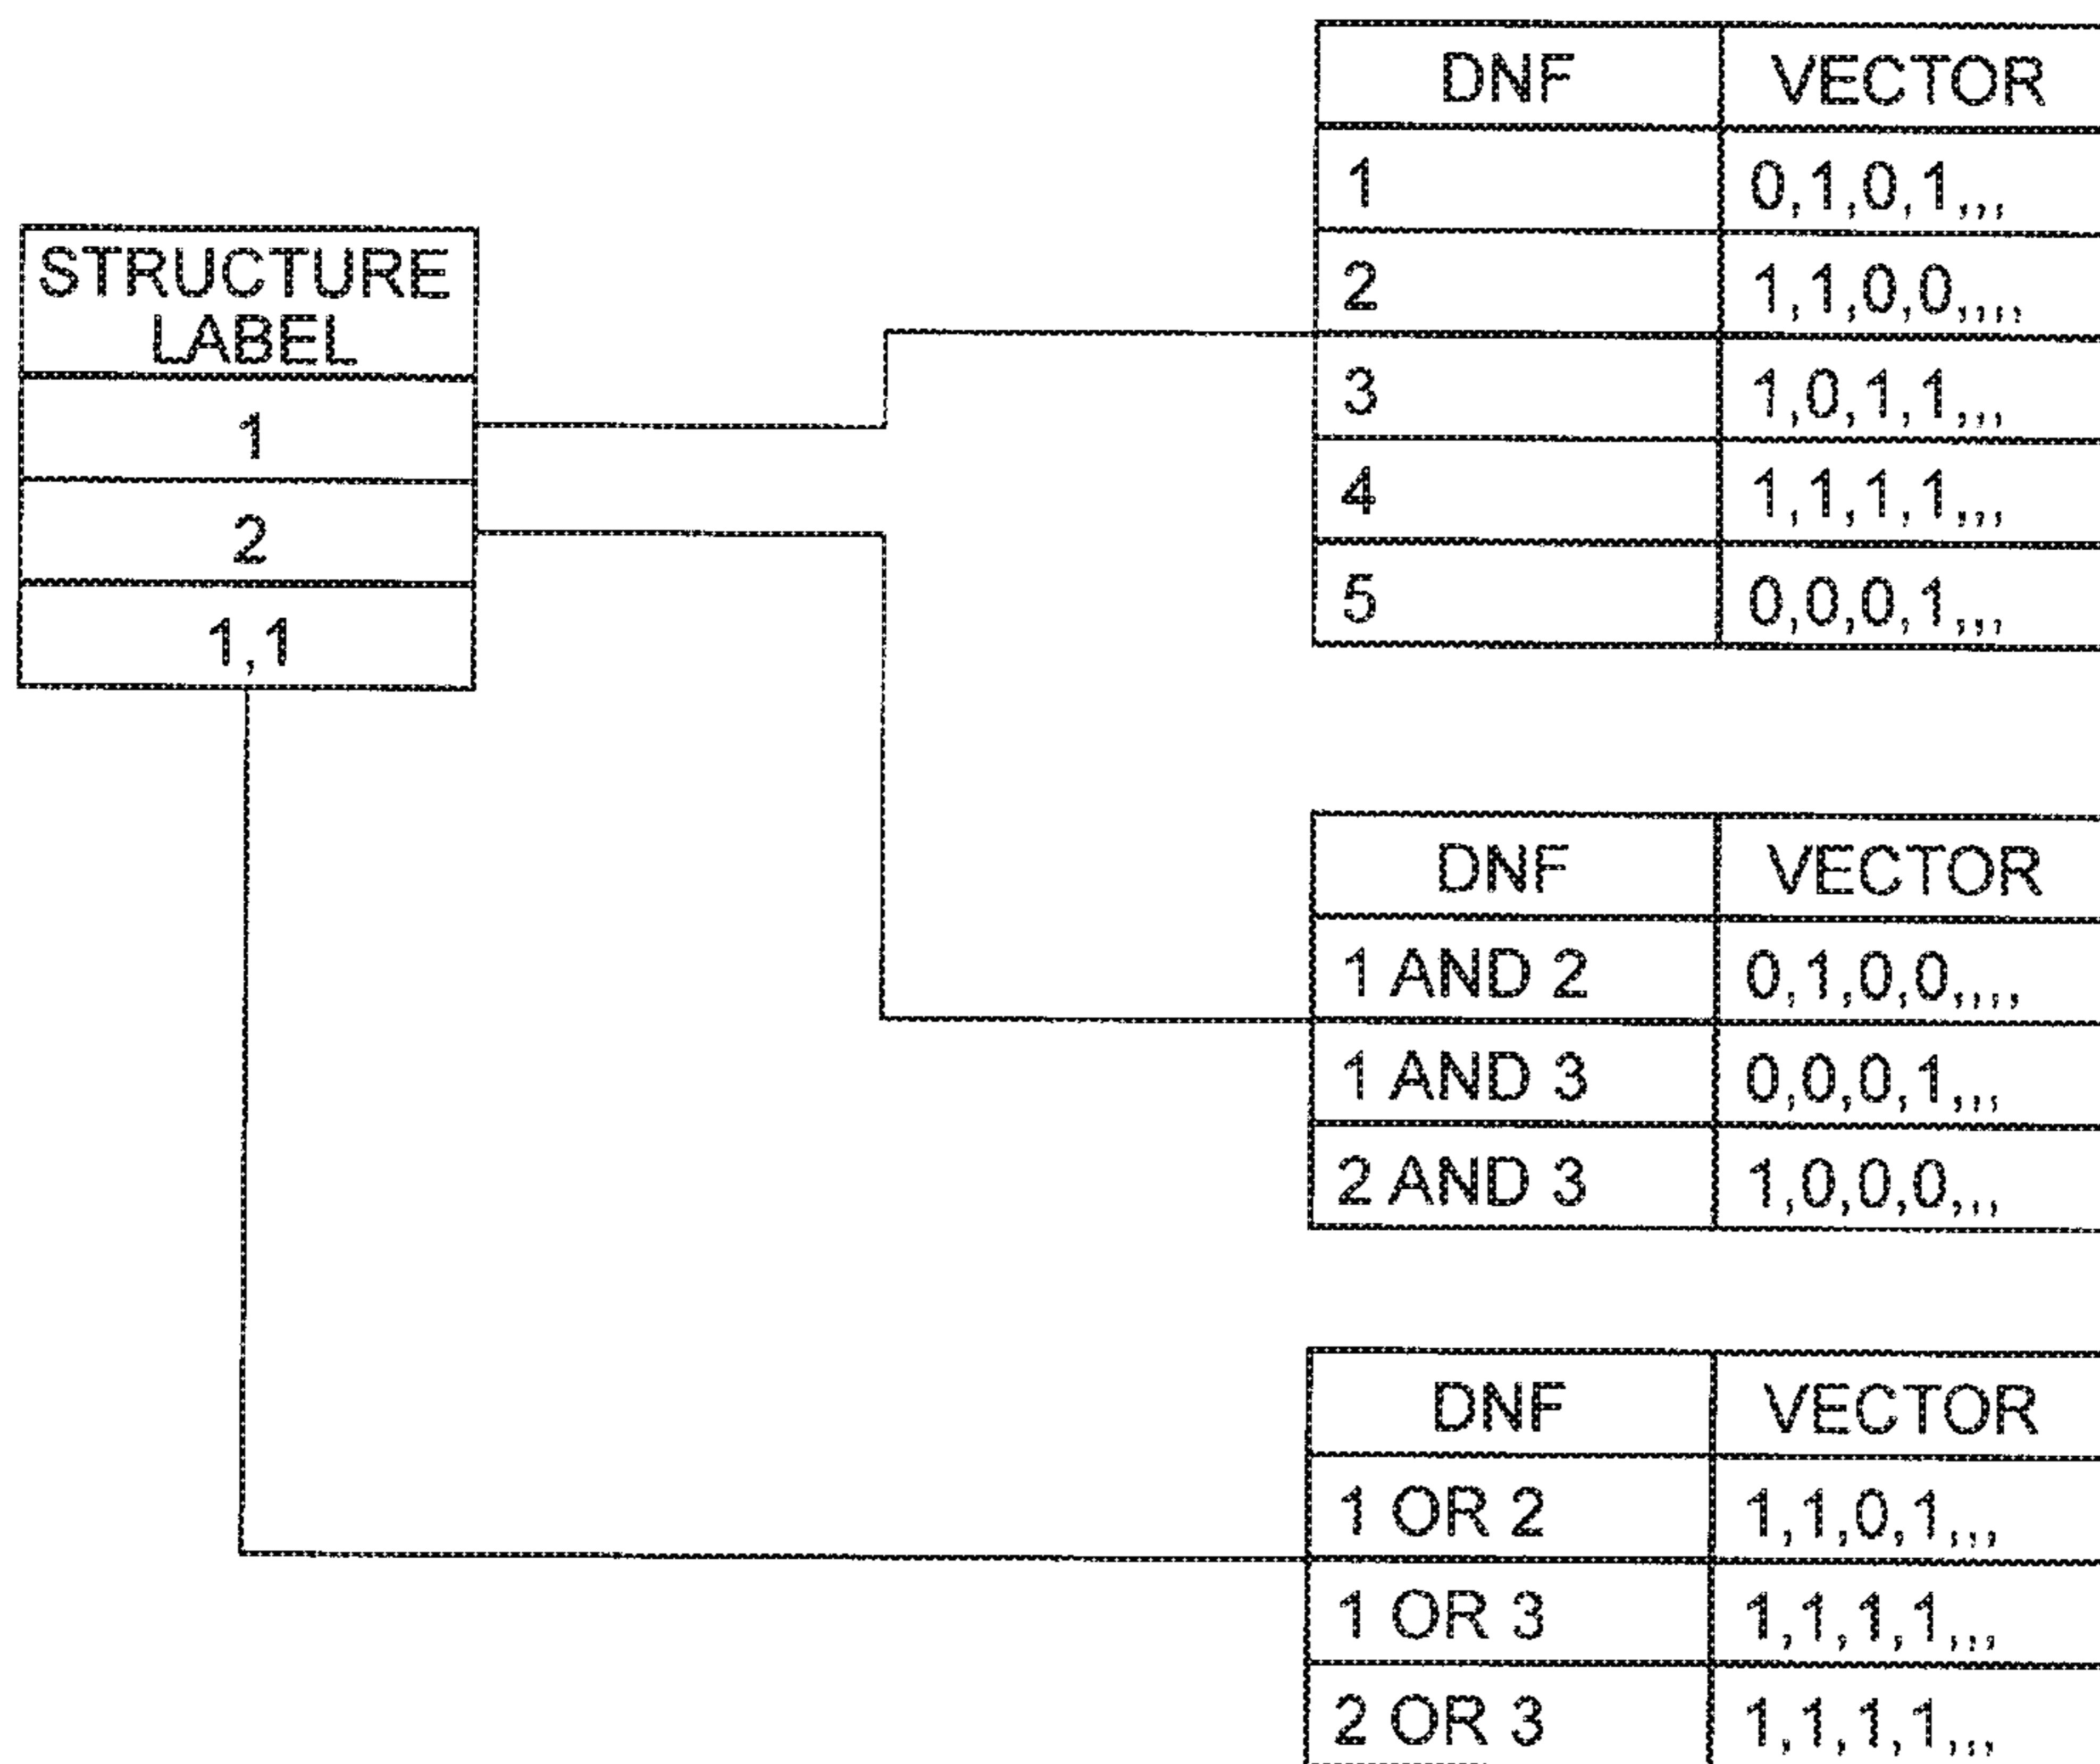 STRUCTURE
LABEL
1
2
1,1
DNF VECTOR
1 0,1,0,1,,,
2 1,1,0,0,,,,
3 1,0,1,1,,,
4 1,1,1,1,,,
5 0,0,0,1,,,
DNF VECTOR
1 AND 2 0,1,0,0,,,,
1 AND 3 0,0,0,1,,,
2 AND 3 1,0,0,0,,,
DNF VECTOR
1 OR 2 1,1,0,1,,,
1 OR 3 1,1,1,1,,,
2 OR 3 1,1,1,1,,,